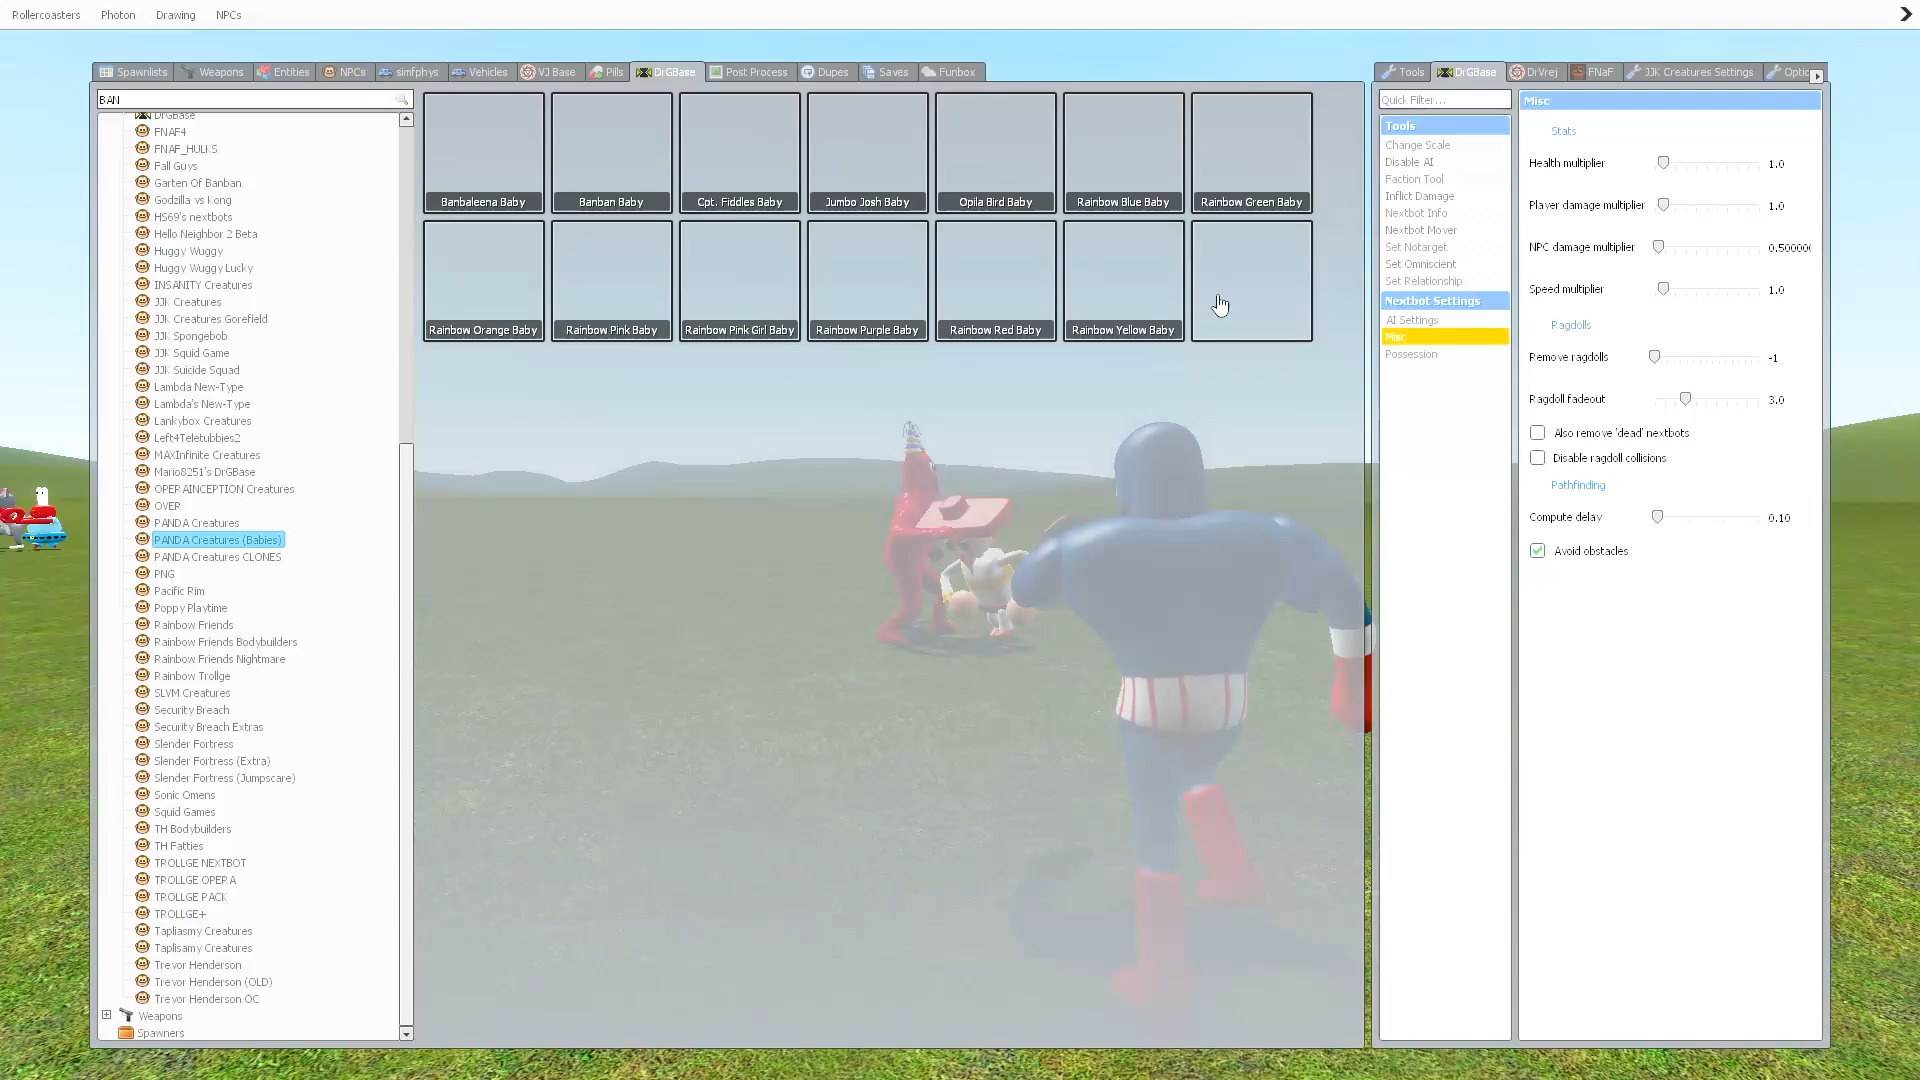 Rollercoasters Photon Drawing NPCs
Spawnlists Weapons Entities NPCs simfphys Vehicles VJ Base Pills DrGBase Post Process Dupes Saves Funbox
BAN
DrGBase
FNAF4
FNAF_HULKS
Fall Guys
Garten Of Banban
Godzilla vs Kong
HS69's nextbots
Hello Neighbor 2 Beta
Huggy Wuggy
Huggy Wuggy Lucky
INSANITY Creatures
JJK Creatures
JJK Creatures Gorefield
JJK Spongebob
JJK Squid Game
JJK Suicide Squad
Lambda New-Type
Lambda's New-Type
Lankybox Creatures
Left4Teletubbies2
MAXInfinite Creatures
Mario8251's DrGBase
OPERAINCEPTION Creatures
OVER
PANDA Creatures
PANDA Creatures (Babies)
PANDA Creatures CLONES
PNG
Pacific Rim
Poppy Playtime
Rainbow Friends
Rainbow Friends Bodybuilders
Rainbow Friends Nightmare
Rainbow Trollge
SLVM Creatures
Security Breach
Security Breach Extras
Slender Fortress
Slender Fortress (Extra)
Slender Fortress (Jumpscare)
Sonic Omens
Squid Games
TH Bodybuilders
TH Fatties
TROLLGE NEXTBOT
TROLLGE OPERA
TROLLGE PACK
TROLLGE+
Tapliasmy Creatures
Taplisamy Creatures
Trevor Henderson
Trevor Henderson (OLD)
Trevor Henderson OC
Weapons
Spawners
Banbaleena Baby Banban Baby Cpt. Fiddles Baby Jumbo Josh Baby Opila Bird Baby Rainbow Blue Baby Rainbow Green Baby
Rainbow Orange Baby Rainbow Pink Baby Rainbow Pink Girl Baby Rainbow Purple Baby Rainbow Red Baby Rainbow Yellow Baby
Tools DrGBase DrVrej FNaF JJK Creatures Settings
Quick Filter...
Tools
Change Scale
Disable AI
Faction Tool
Inflict Damage
Nextbot Info
Nextbot Mover
Set Notarget
Set Omniscient
Set Relationship
Nextbot Settings
AI Settings
Misc
Possession
Misc
Stats
Health multiplier 1.0
Player damage multiplier 1.0
NPC damage multiplier 0.50000
Speed multiplier 1.0
Ragdolls
Remove ragdolls -1
Ragdoll fadeout 3.0
Also remove 'dead' nextbots
Disable ragdoll collisions
Pathfinding
Compute delay 0.10
Avoid obstacles